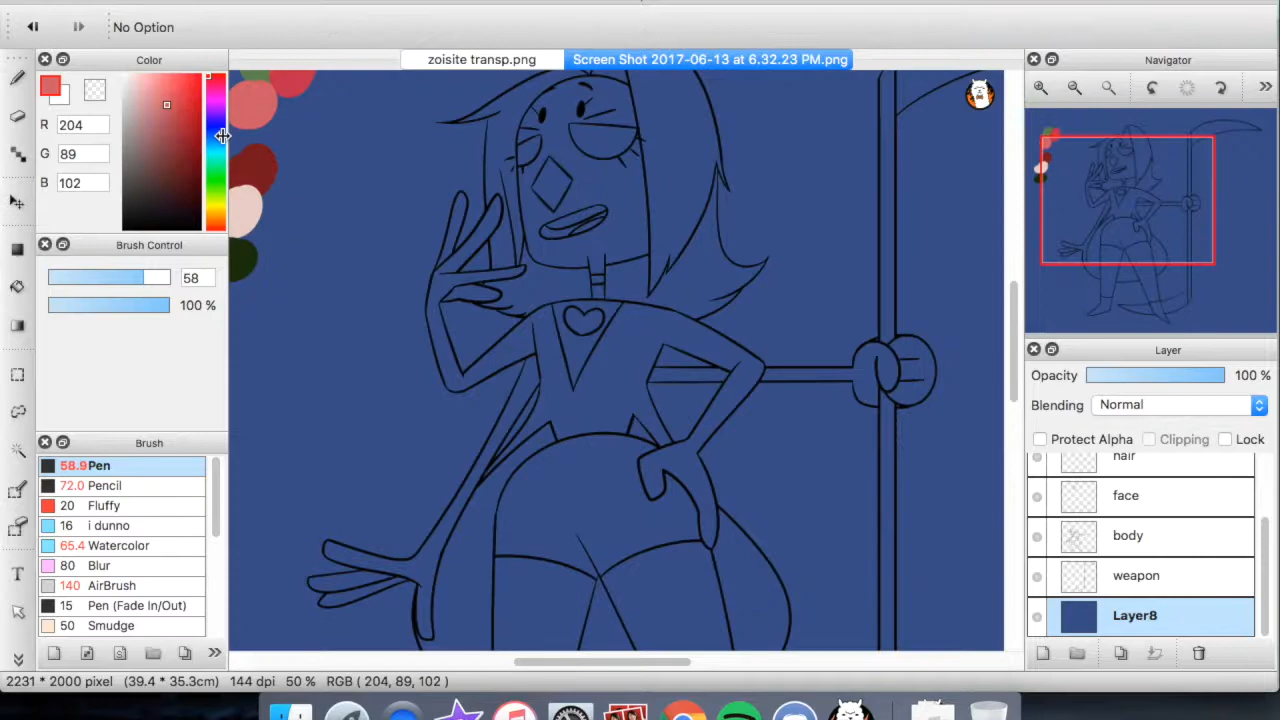 No Option
Color
zoisite transp.png
Screen Shot 2017-06-13 at 6.32.23 PM.png
Navigator
R 204
G 89
B 102
Brush Control
58
100 %
Layer
Opacity 100 %
Blending Normal
Protect Alpha Clipping Lock
Brush
58.9 Pen
72.0 Pencil
20 Fluffy
16 i dunno
65.4 Watercolor
80 Blur
140 AirBrush
15 Pen (Fade In/Out)
50 Smudge
hair
face
body
weapon
Layer8
T
2231 * 2000 pixel (39.4 * 35.3cm) 144 dpi 50 % RGB ( 204, 89, 102 )